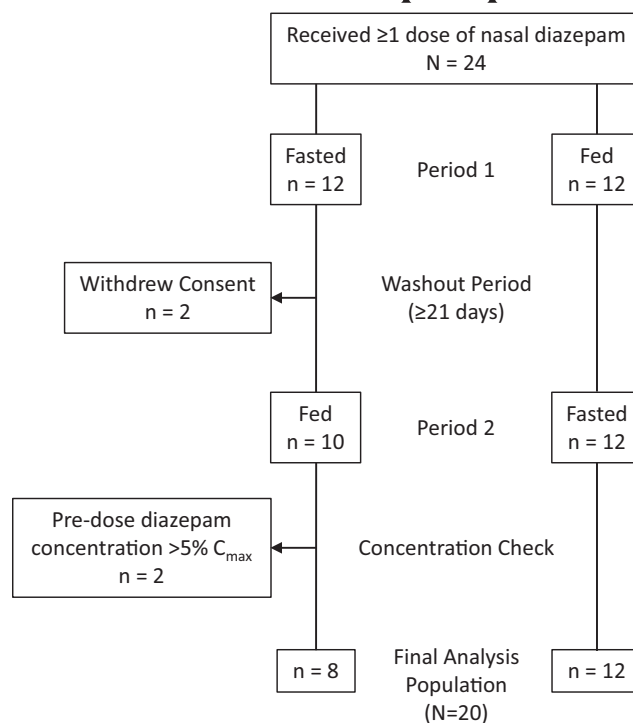 Received ≥1 dose of nasal diazepam
N = 24
Fasted
n = 12
Period 1
Fed
n = 12
Withdrew Consent
n = 2
Washout Period
(≥21 days)
Fed
n = 10
Period 2
Fasted
n = 12
Pre-dose diazepam
concentration >5% Cmax
n = 2
Concentration Check
n = 8
Final Analysis
Population
(N=20)
n = 12